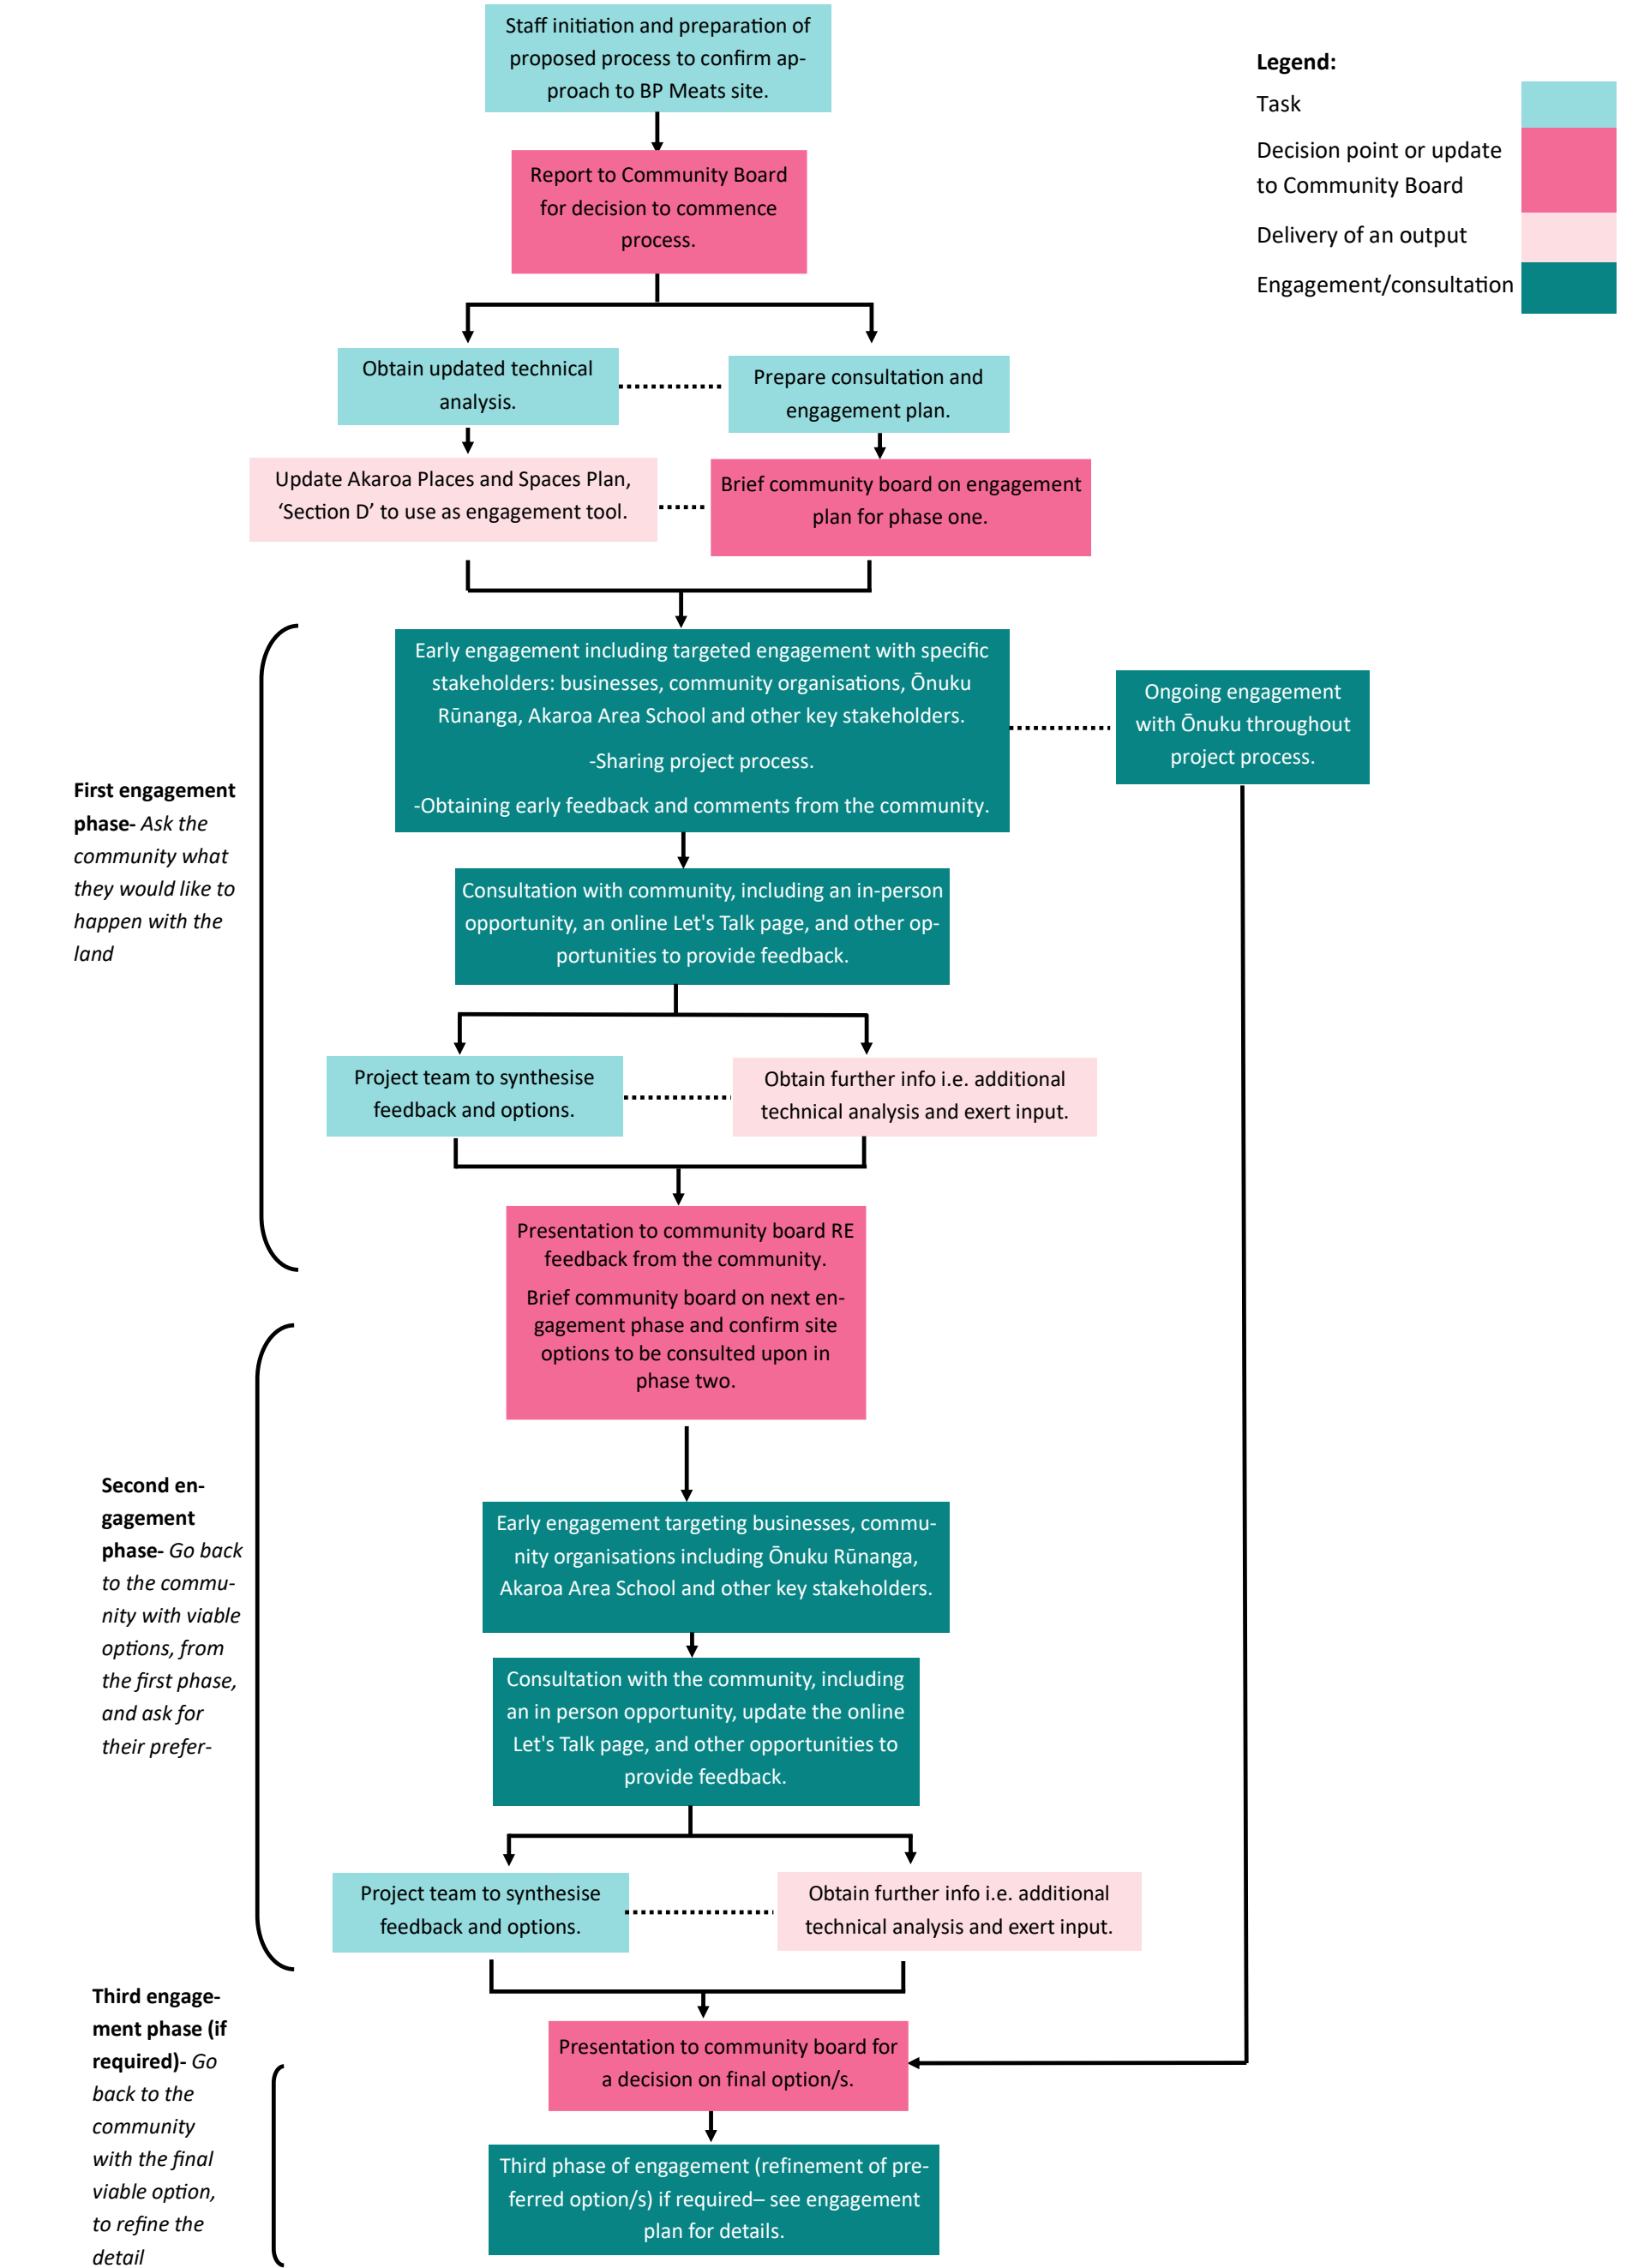 Staff initiation and preparation of
proposed process to confirm ap-
proach to BP Meats site.
Legend:
Task
Decision point or update
to Community Board
Delivery of an output
Engagement/consultation
Report to Community Board
for decision to commence
process.
Obtain updated technical
analysis.
Prepare consultation and
engagement plan.
Update Akaroa Places and Spaces Plan,
‘Section D’ to use as engagement tool.
Brief community board on engagement
plan for phase one.
First engagement
phase- Ask the
community what
they would like to
happen with the
land
Early engagement including targeted engagement with specific
stakeholders: businesses, community organisations, Ōnuku
Rūnanga, Akaroa Area School and other key stakeholders.
-Sharing project process.
-Obtaining early feedback and comments from the community.
Ongoing engagement
with Ōnuku throughout
project process.
Consultation with community, including an in-person
opportunity, an online Let's Talk page, and other op-
portunities to provide feedback.
Project team to synthesise
feedback and options.
Obtain further info i.e. additional
technical analysis and exert input.
Presentation to community board RE
feedback from the community.
Brief community board on next en-
gagement phase and confirm site
options to be consulted upon in
phase two.
Second en-
gagement
phase- Go back
to the commu-
nity with viable
options, from
the first phase,
and ask for
their prefer-
Early engagement targeting businesses, commu-
nity organisations including Ōnuku Rūnanga,
Akaroa Area School and other key stakeholders.
Consultation with the community, including
an in person opportunity, update the online
Let's Talk page, and other opportunities to
provide feedback.
Project team to synthesise
feedback and options.
Obtain further info i.e. additional
technical analysis and exert input.
Third engage-
ment phase (if
required)- Go
back to the
community
with the final
viable option,
to refine the
detail
Presentation to community board for
a decision on final option/s.
Third phase of engagement (refinement of pre-
ferred option/s) if required– see engagement
plan for details.